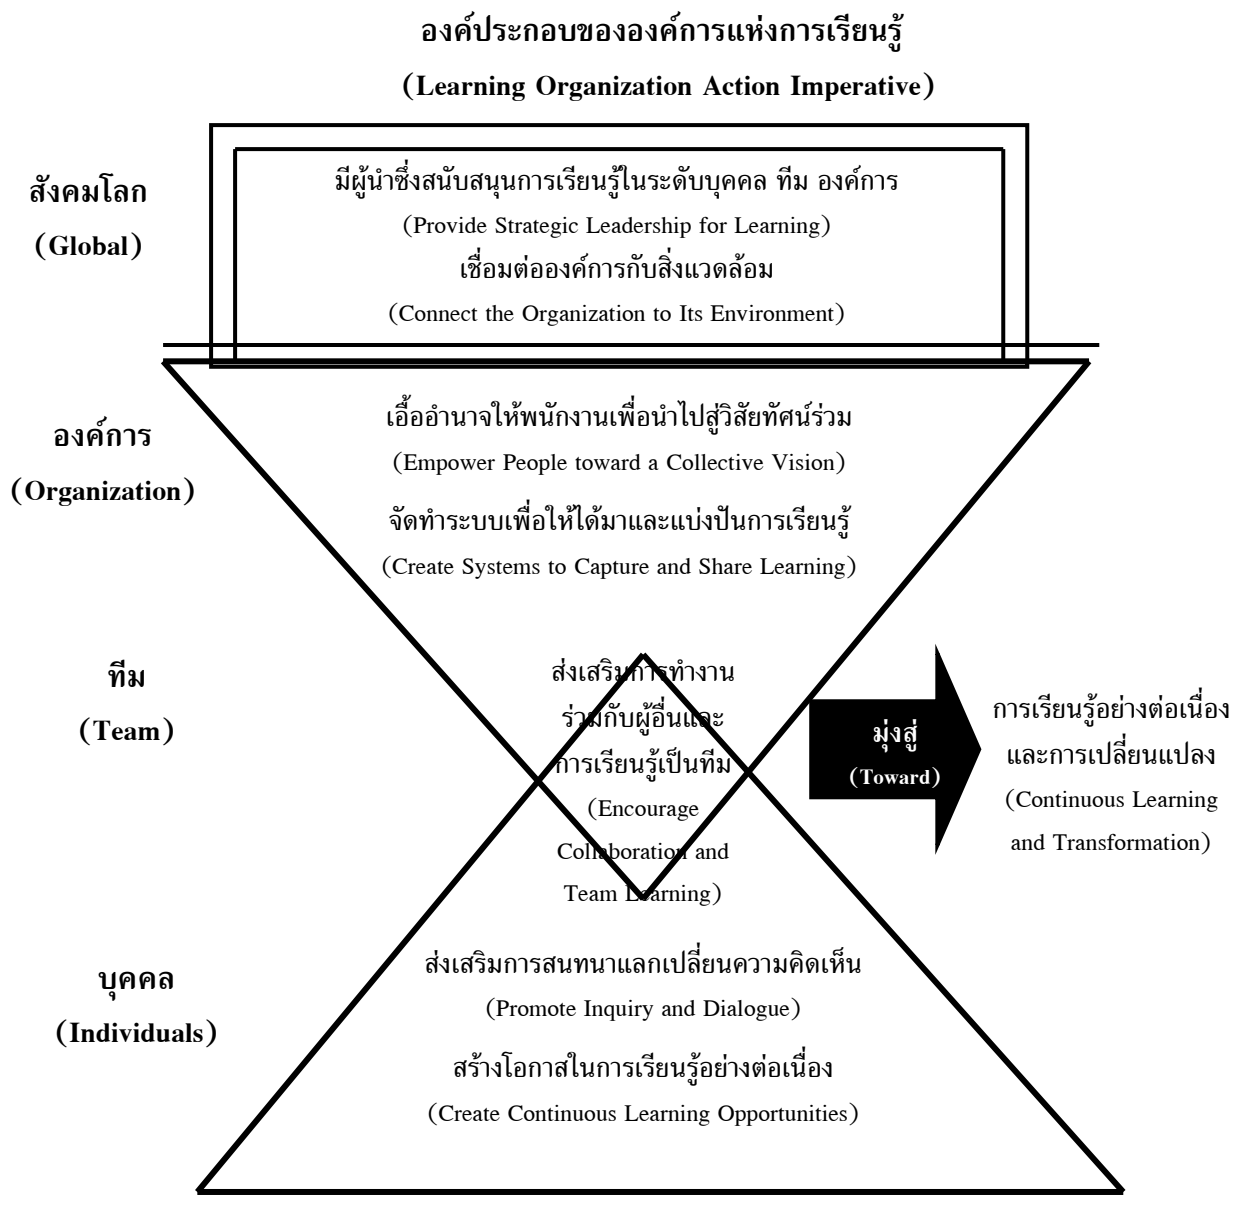 องค์ประกอบขององค์การแห่งการเรียนรู้
(Learning Organization Action Imperative)
สังคมโลก
(Global)
มีผู้นำซึ่งสนับสนุนการเรียนรู้ในระดับบุคคล ทีม องค์การ
(Provide Strategic Leadership for Learning)
เชื่อมต่อองค์การกับสิ่งแวดล้อม
(Connect the Organization to Its Environment)
องค์การ
(Organization)
เอื้ออำนาจให้พนักงานเพื่อนำไปสู่วิสัยทัศน์ร่วม
(Empower People toward a Collective Vision)
จัดทำระบบเพื่อให้ได้มาและแบ่งปันการเรียนรู้
(Create Systems to Capture and Share Learning)
ทีม
(Team)
ส่งเสริมการทำงาน
ร่วมกับผู้อื่นและ
การเรียนรู้เป็นทีม
(Encourage
Collaboration and
Team Learning)
มุ่งสู่
(Toward)
การเรียนรู้อย่างต่อเนื่อง
และการเปลี่ยนแปลง
(Continuous Learning
and Transformation)
บุคคล
(Individuals)
ส่งเสริมการสนทนาแลกเปลี่ยนความคิดเห็น
(Promote Inquiry and Dialogue)
สร้างโอกาสในการเรียนรู้อย่างต่อเนื่อง
(Create Continuous Learning Opportunities)